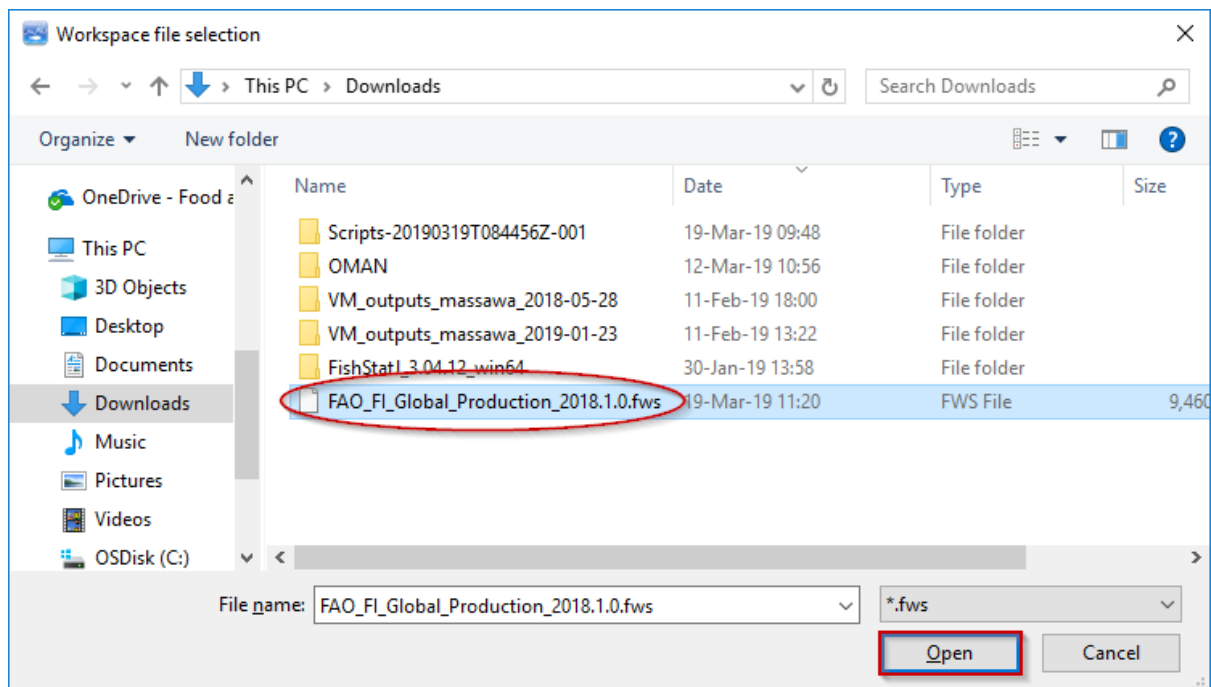 Workspace file selection
This PC > Downloads
Search Downloads
Organize
New folder
OneDrive - Food a
This PC
3D Objects
Desktop
Documents
Downloads
Music
Pictures
Videos
OSDisk (C:)
Name Date Type Size
Scripts-20190319T084456Z-001 19-Mar-19 09:48 File folder
OMAN 12-Mar-19 10:56 File folder
VM_outputs_massawa_2018-05-28 11-Feb-19 18:00 File folder
VM_outputs_massawa_2019-01-23 11-Feb-19 13:22 File folder
FishStatJ_3.04.12_win64 30-Jan-19 13:58 File folder
FAO_FI_Global_Production_2018.1.0.fws 19-Mar-19 11:20 FWS File 9,460
File name: FAO_FI_Global_Production_2018.1.0.fws *.fws
Open Cancel